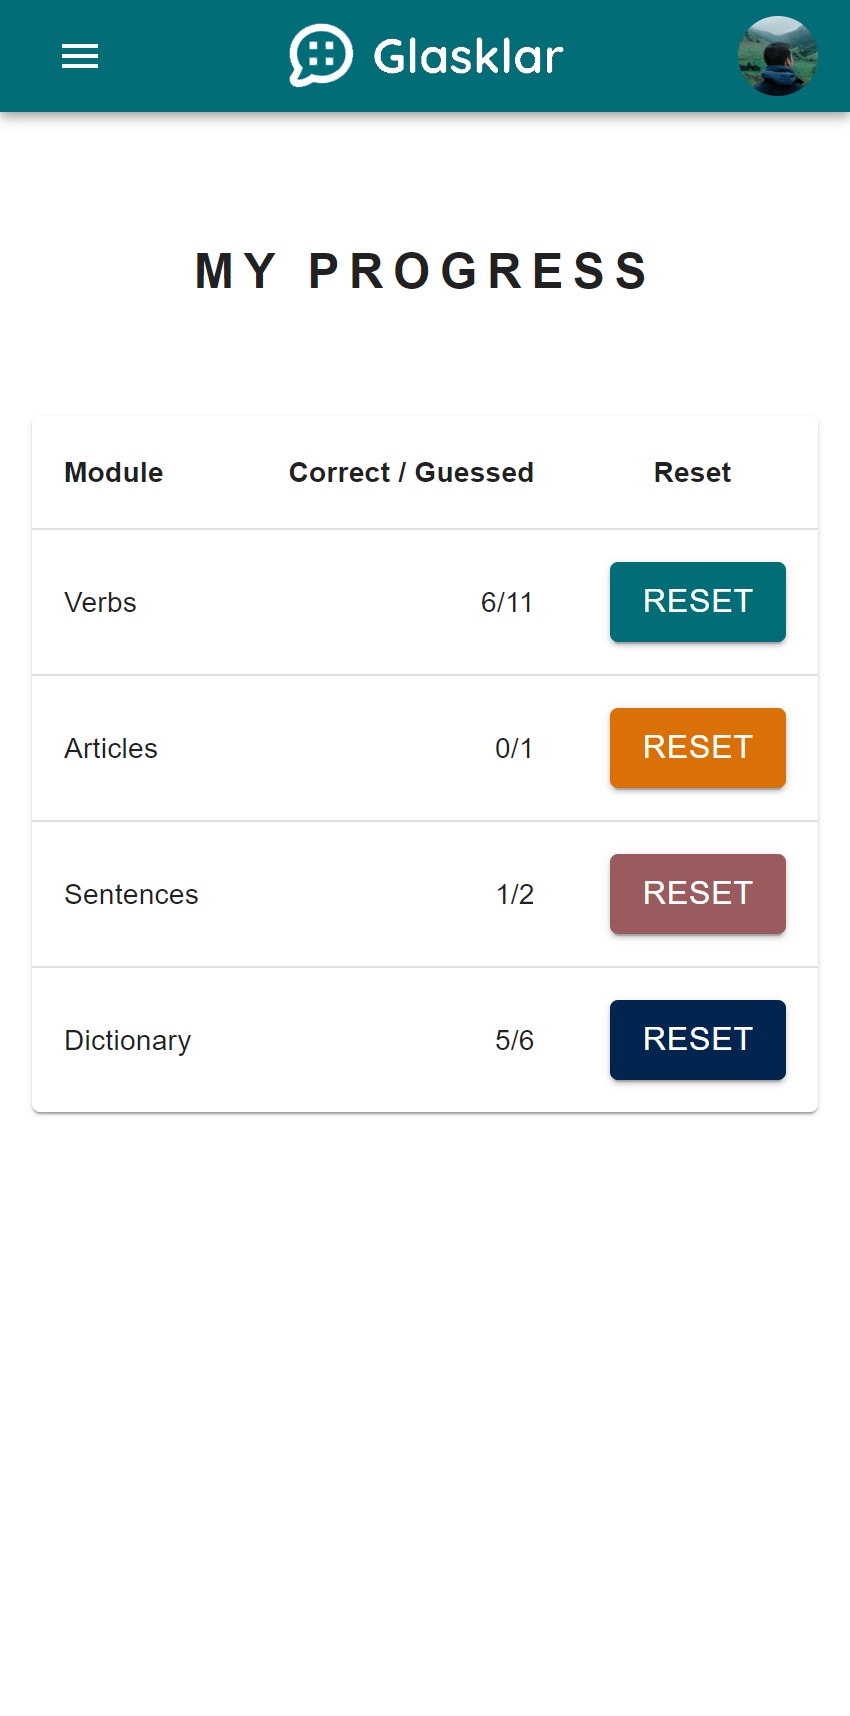 Glasklar
MY PROGRESS
Module Correct / Guessed Reset
Verbs 6/11 RESET
Articles 0/1 RESET
Sentences 1/2 RESET
Dictionary 5/6 RESET